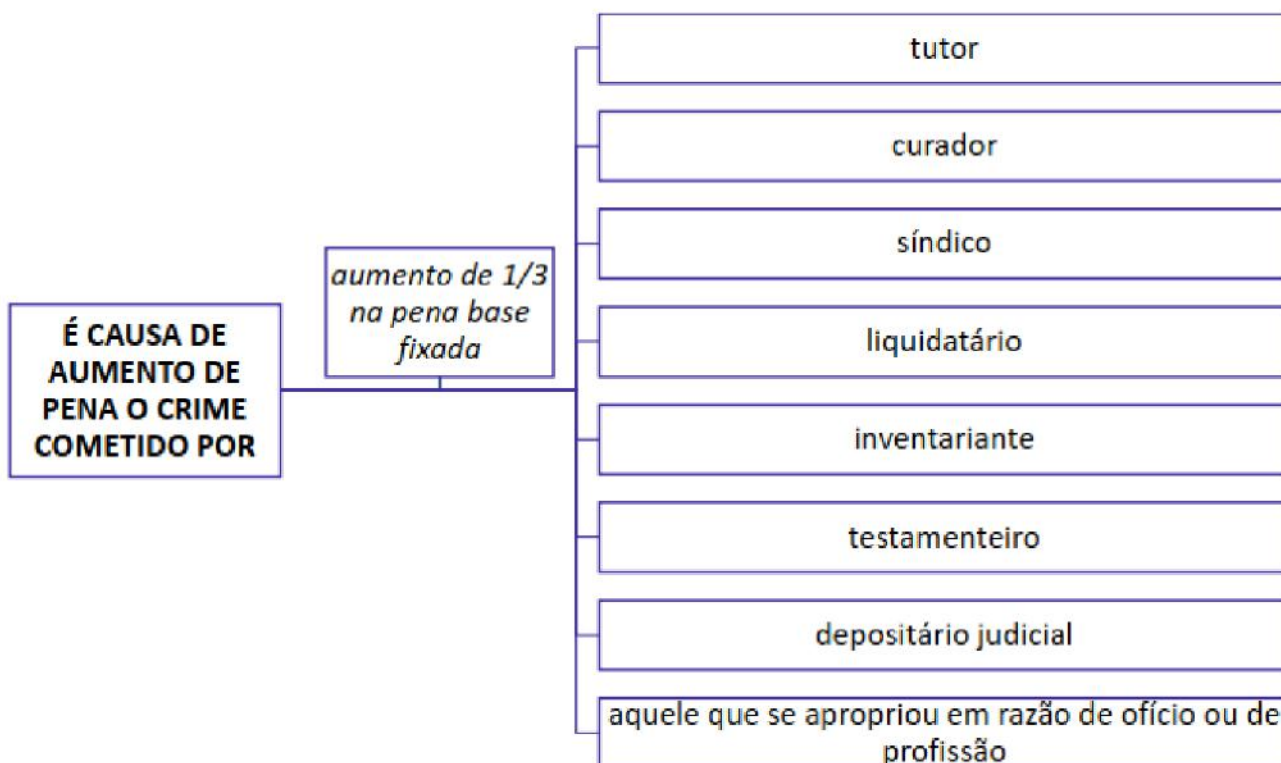 É CAUSA DE
AUMENTO DE
PENA O CRIME
COMETIDO POR
aumento de 1/3
na pena base
fixada
tutor
curador
síndico
liquidatário
inventariante
testamenteiro
depositário judicial
aquele que se apropriou em razão de ofício ou de
profissão